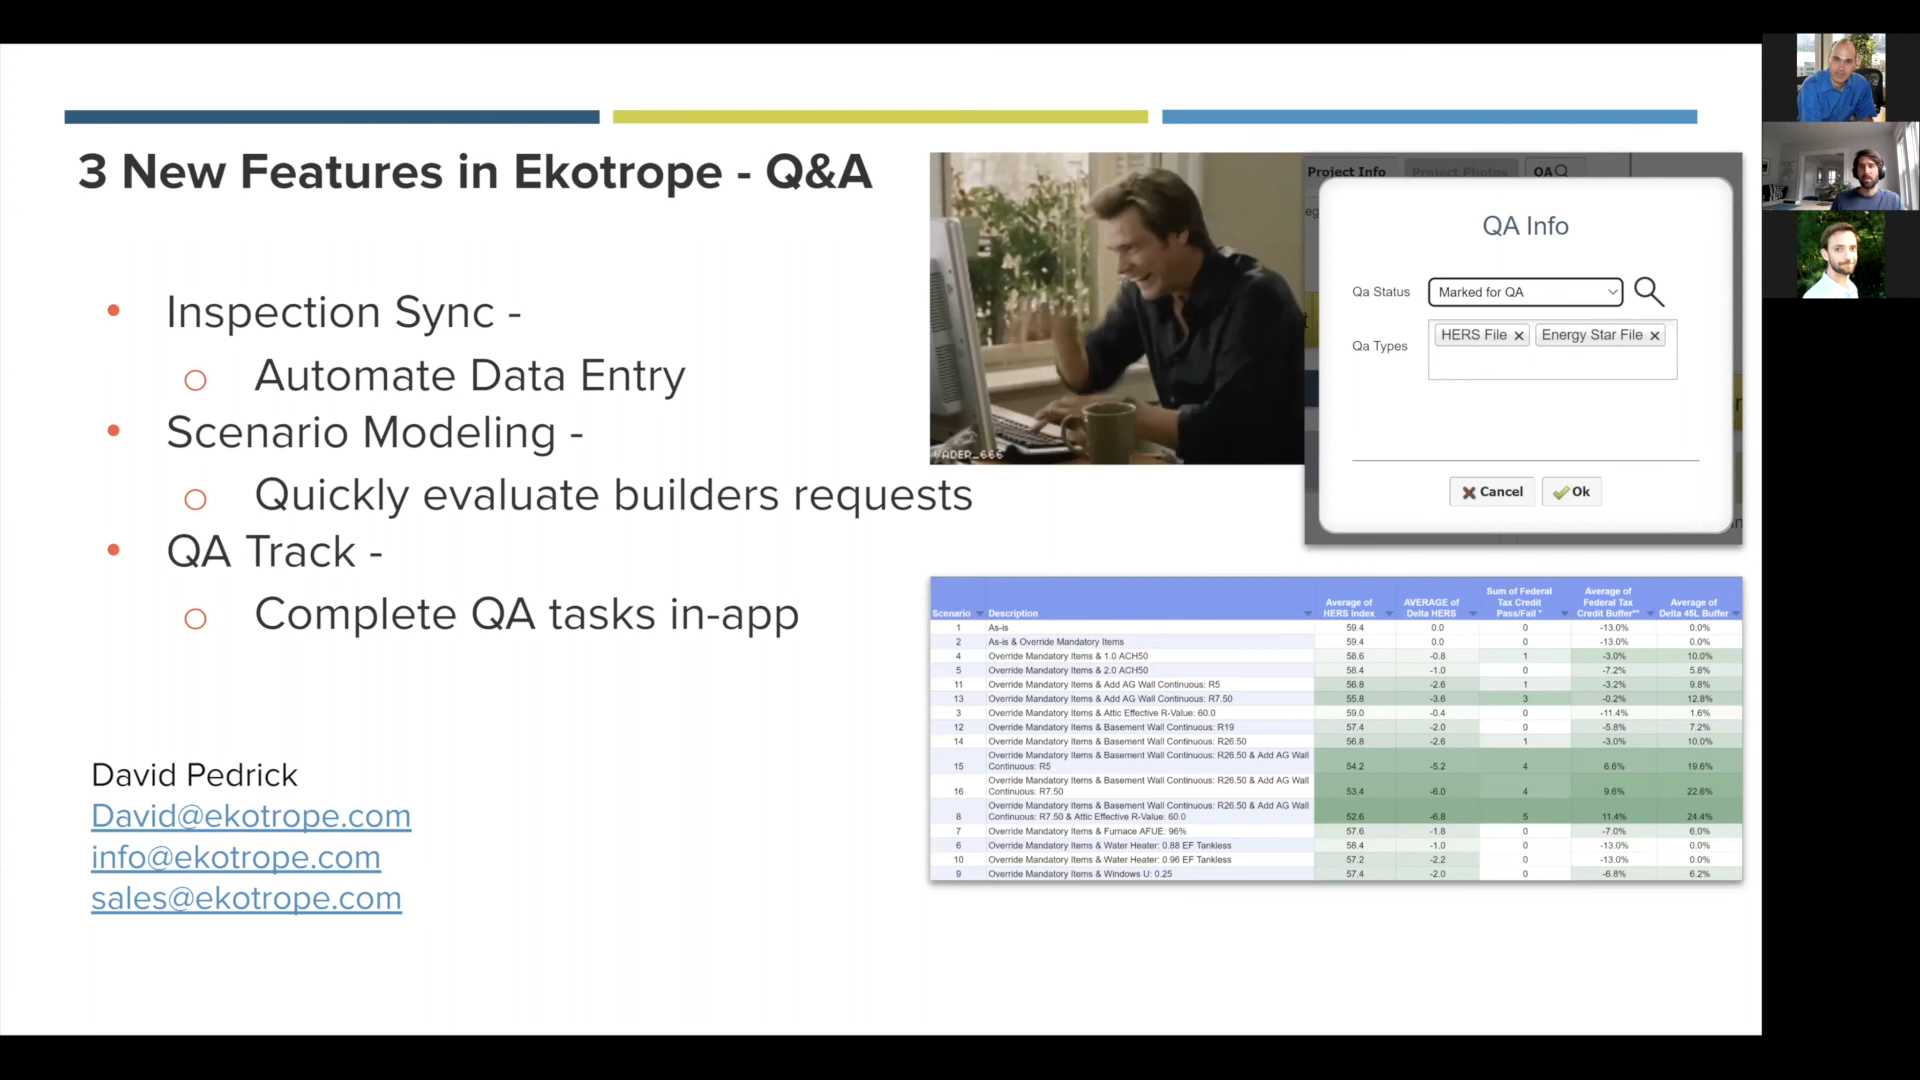 3 New Features in Ekotrope - Q&A
• Inspection Sync -
o Automate Data Entry
• Scenario Modeling -
o Quickly evaluate builders requests
• QA Track -
o Complete QA tasks in-app
David Pedrick
David@ekotrope.com
info@ekotrope.com
sales@ekotrope.com
VADER_666
Project Info Project Photos QA
QA Info
Qa Status Marked for QA
Qa Types HERS File Energy Star File
Cancel Ok
Scenario Description Average of HERS Index AVERAGE of Delta HERS Sum of Federal Tax Credit Pass/Fail * Average of Federal Tax Credit Buffer** Average of Delta 45L Buffer
1 As-is 59.4 0.0 0 -13.0% 0.0%
2 As-is & Override Mandatory Items 59.4 0.0 0 -13.0% 0.0%
4 Override Mandatory Items & 1.0 ACH50 58.6 -0.8 1 -3.0% 10.0%
5 Override Mandatory Items & 2.0 ACH50 58.4 -1.0 0 -7.2% 5.8%
11 Override Mandatory Items & Add AG Wall Continuous: R5 56.8 -2.6 1 -3.2% 9.8%
13 Override Mandatory Items & Add AG Wall Continuous: R7.50 55.8 -3.6 3 -0.2% 12.8%
3 Override Mandatory Items & Attic Effective R-Value: 60.0 59.0 -0.4 0 -11.4% 1.6%
12 Override Mandatory Items & Basement Wall Continuous: R19 57.4 -2.0 0 -5.8% 7.2%
14 Override Mandatory Items & Basement Wall Continuous: R26.50 56.8 -2.6 1 -3.0% 10.0%
Override Mandatory Items & Basement Wall Continuous: R26.50 & Add AG Wall
15 Continuous: R5 54.2 -5.2 4 6.6% 19.6%
Override Mandatory Items & Basement Wall Continuous: R26.50 & Add AG Wall
16 Continuous: R7.50 53.4 -6.0 4 9.6% 22.6%
Override Mandatory Items & Basement Wall Continuous: R26.50 & Add AG Wall
8 Continuous: R7.50 & Attic Effective R-Value: 60.0 52.6 -6.8 5 11.4% 24.4%
7 Override Mandatory Items & Furnace AFUE: 96% 57.6 -1.8 0 -7.0% 6.0%
6 Override Mandatory Items & Water Heater: 0.88 EF Tankless 58.4 -1.0 0 -13.0% 0.0%
10 Override Mandatory Items & Water Heater: 0.96 EF Tankless 57.2 -2.2 0 -13.0% 0.0%
9 Override Mandatory Items & Windows U: 0.25 57.4 -2.0 0 -6.8% 6.2%